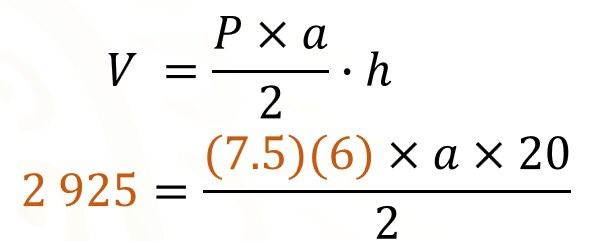 V = P × a / 2 · h
2 925 = (7.5)(6) × a × 20 / 2